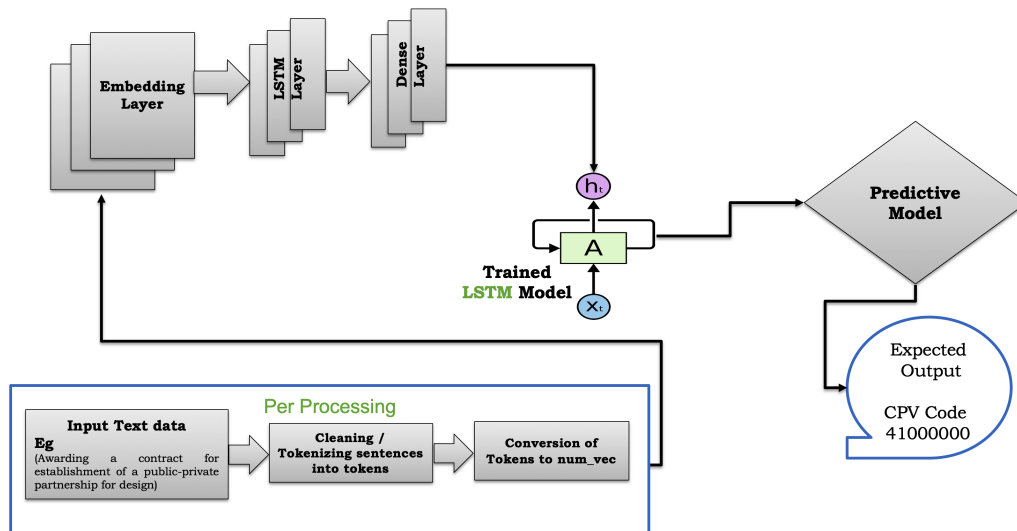 Embedding
Layer
LSTM
Layer
Dense
Layer
hₜ
A
Xₜ
Trained
LSTM Model
Predictive
Model
Expected
Output
CPV Code
41000000
Per Processing
Input Text data
Eg
(Awarding a contract for
establishment of a public-private
partnership for design)
Cleaning /
Tokenizing sentences
into tokens
Conversion of
Tokens to num_vec